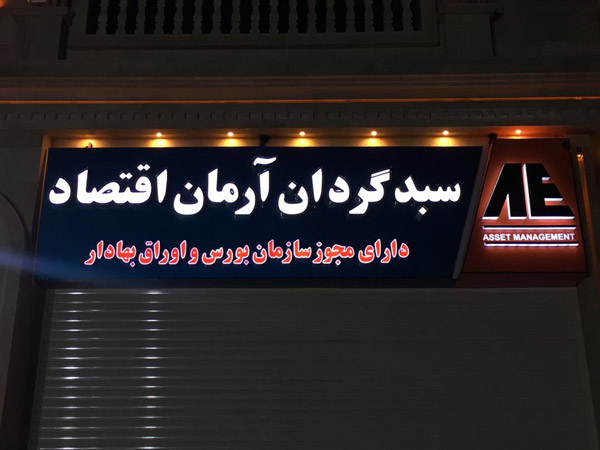 سبدگردان آرمان اقتصاد
دارای مجوز سازمان بورس و اوراق بهادار
AE
ASSET MANAGEMENT